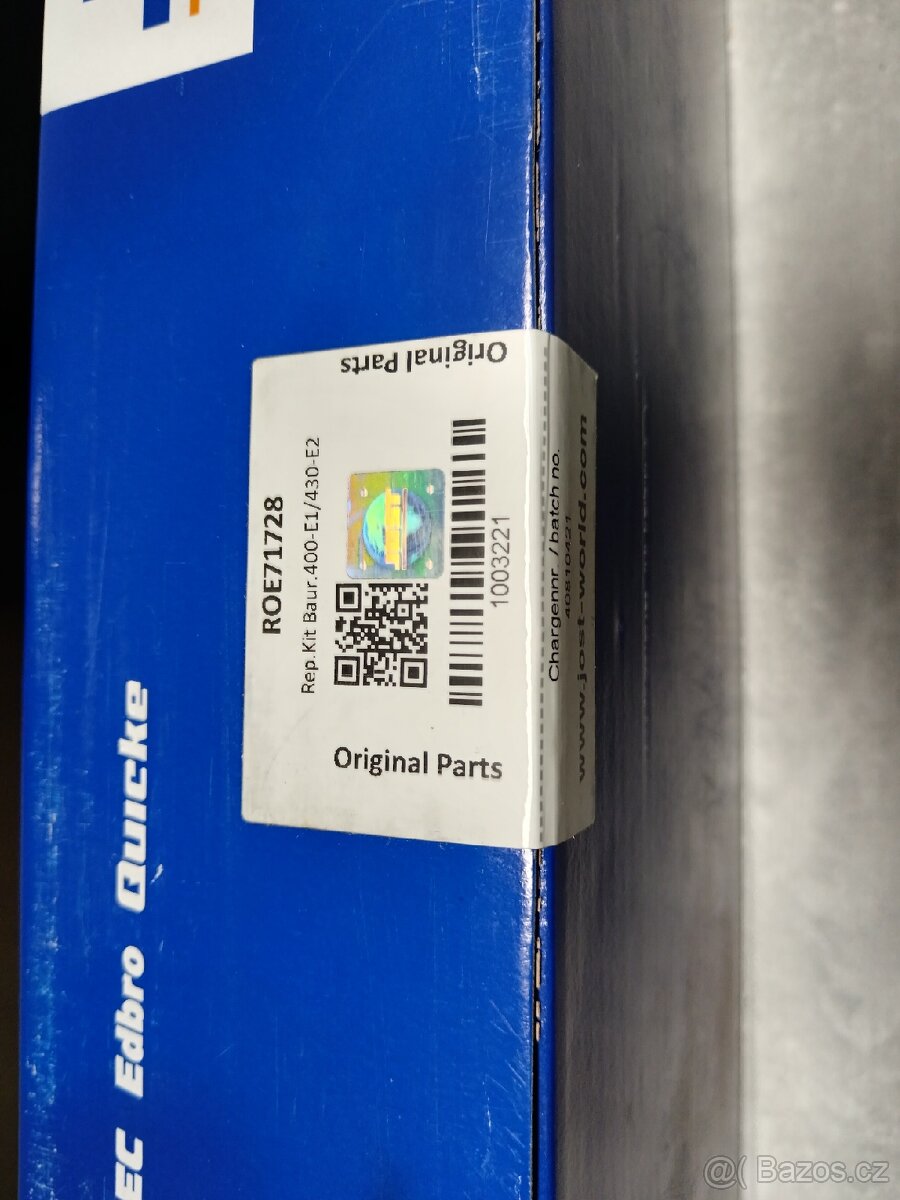 ROE71728
Rep.Kit Baur.400-E1/430-E2
Original Parts
Original Parts
1003221
Chargennr. / batch no.
40810421
www.jost-world.com
EC Edbro Quicke
@( Bazos.cz